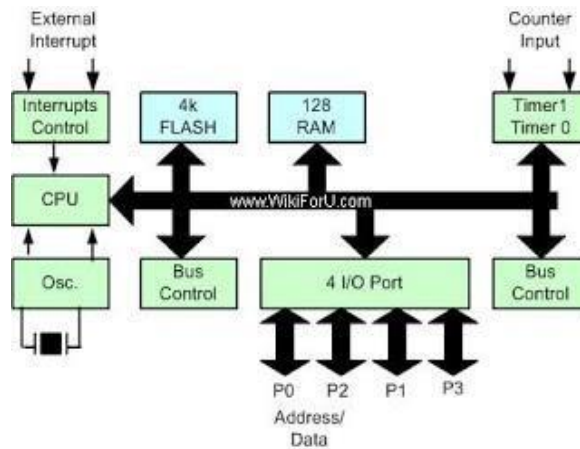 External
Interrupt
Counter
Input
Interrupts
Control
4k
FLASH
128
RAM
Timer1
Timer 0
CPU
www.WikiForU.com
Osc.
Bus
Control
4 I/O Port
Bus
Control
P0
P2
P1
P3
Address/
Data